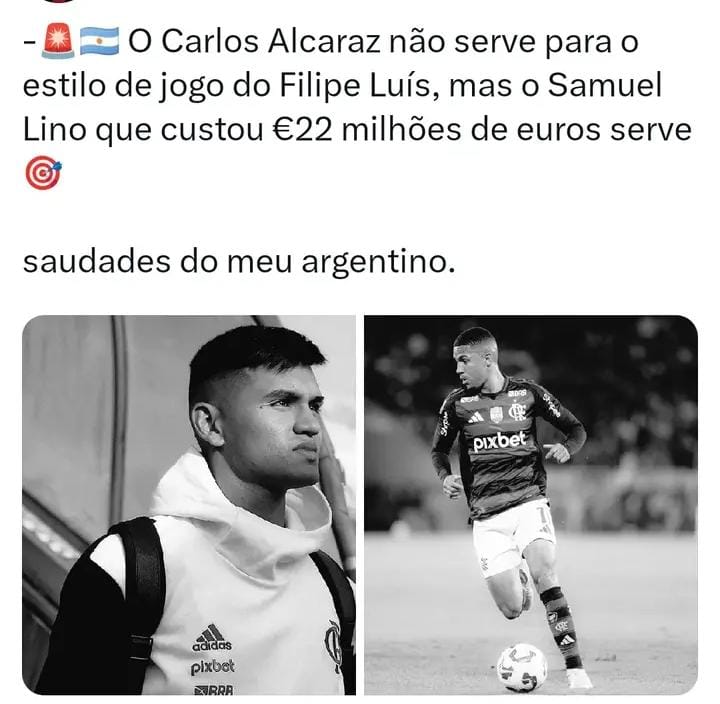 -🚨🇦🇷 O Carlos Alcaraz não serve para o
estilo de jogo do Filipe Luís, mas o Samuel
Lino que custou €22 milhões de euros serve
🎯
saudades do meu argentino.
adidas
pixbet
BRB
BRB
pixbet